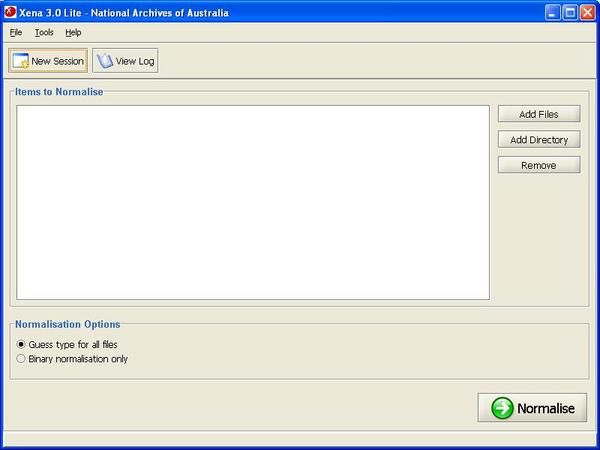 Xena 3.0 Lite - National Archives of Australia
File Tools Help
New Session View Log
Items to Normalise
Add Files
Add Directory
Remove
Normalisation Options
Guess type for all files
Binary normalisation only
Normalise